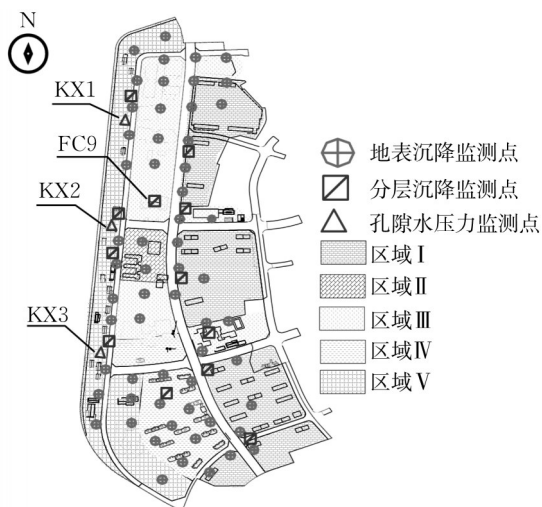 N
KX1
FC9
KX2
KX3
地表沉降监测点
分层沉降监测点
孔隙水压力监测点
区域Ⅰ
区域Ⅱ
区域Ⅲ
区域Ⅳ
区域Ⅴ